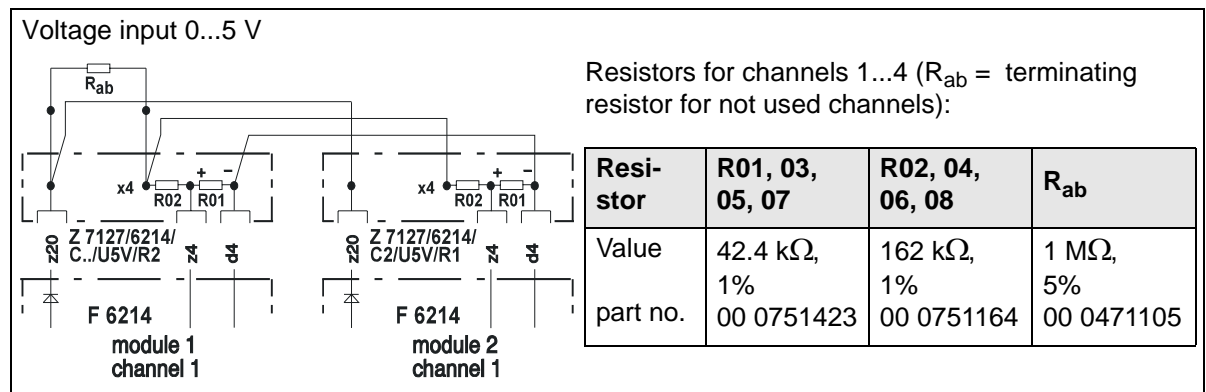 Voltage input 0...5 V
Rab
x4
+ −
R02 R01
z20
Z 7127/6214/
C../U5V/R2
z4
d4
F 6214
module 1
channel 1
x4
+ −
R02 R01
z20
Z 7127/6214/
C2/U5V/R1
z4
d4
F 6214
module 2
channel 1
Resistors for channels 1...4 (Rab = terminating
resistor for not used channels):
Resi-
stor
R01, 03,
05, 07
R02, 04,
06, 08
Rab
Value
part no.
42.4 kΩ,
1%
00 0751423
162 kΩ,
1%
00 0751164
1 MΩ,
5%
00 0471105